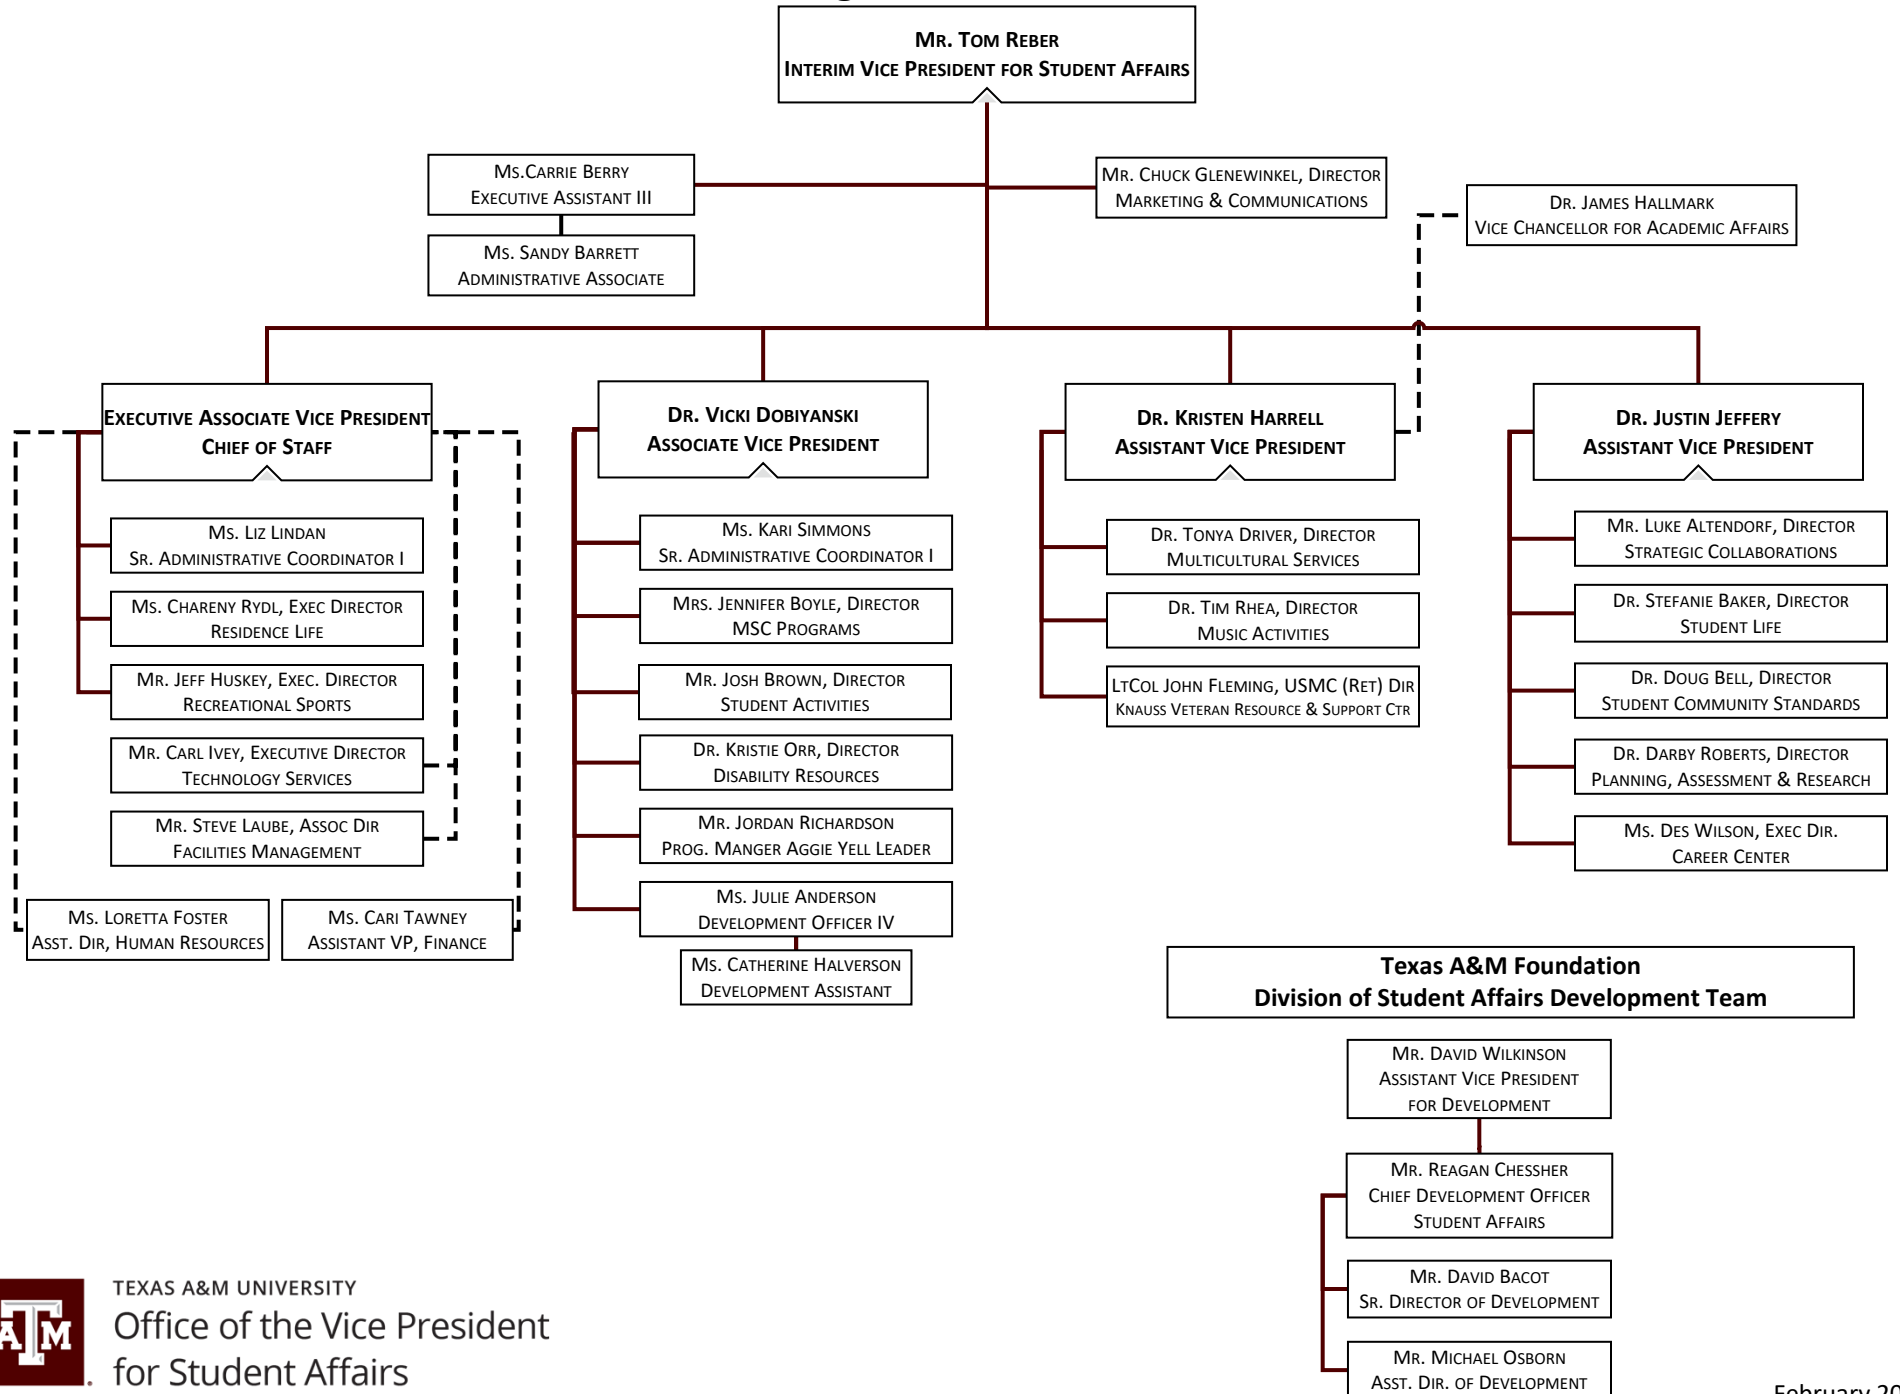 Mr. Tom Reber
Interim Vice President for Student Affairs
Ms.Carrie Berry
Executive Assistant III
Ms. Sandy Barrett
Administrative Associate
Mr. Chuck Glenewinkel, Director
Marketing & Communications
Dr. James Hallmark
Vice Chancellor for Academic Affairs
Executive Associate Vice President
Chief of Staff
Ms. Liz Lindan
Sr. Administrative Coordinator I
Ms. Chareny Rydl, Exec Director
Residence Life
Mr. Jeff Huskey, Exec. Director
Recreational Sports
Mr. Carl Ivey, Executive Director
Technology Services
Mr. Steve Laube, Assoc Dir
Facilities Management
Ms. Loretta Foster
Asst. Dir, Human Resources
Ms. Cari Tawney
Assistant VP, Finance
Dr. Vicki Dobiyanski
Associate Vice President
Ms. Kari Simmons
Sr. Administrative Coordinator I
Mrs. Jennifer Boyle, Director
MSC Programs
Mr. Josh Brown, Director
Student Activities
Dr. Kristie Orr, Director
Disability Resources
Mr. Jordan Richardson
Prog. Manger Aggie Yell Leader
Ms. Julie Anderson
Development Officer IV
Ms. Catherine Halverson
Development Assistant
Dr. Kristen Harrell
Assistant Vice President
Dr. Tonya Driver, Director
Multicultural Services
Dr. Tim Rhea, Director
Music Activities
LtCol John Fleming, USMC (Ret) Dir
Knauss Veteran Resource & Support Ctr
Dr. Justin Jeffery
Assistant Vice President
Mr. Luke Altendorf, Director
Strategic Collaborations
Dr. Stefanie Baker, Director
Student Life
Dr. Doug Bell, Director
Student Community Standards
Dr. Darby Roberts, Director
Planning, Assessment & Research
Ms. Des Wilson, Exec Dir.
Career Center
Texas A&M Foundation
Division of Student Affairs Development Team
Mr. David Wilkinson
Assistant Vice President
for Development
Mr. Reagan Chessher
Chief Development Officer
Student Affairs
Mr. David Bacot
Sr. Director of Development
Mr. Michael Osborn
Asst. Dir. of Development
ATM
TEXAS A&M UNIVERSITY
Office of the Vice President
for Student Affairs
February